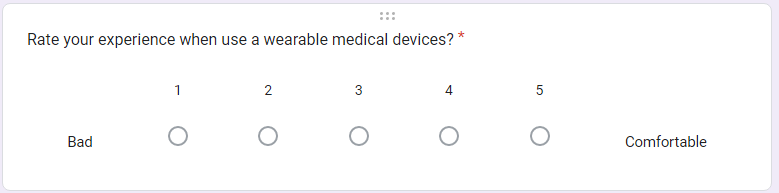 Rate your experience when use a wearable medical devices? *
1 2 3 4 5
Bad Comfortable